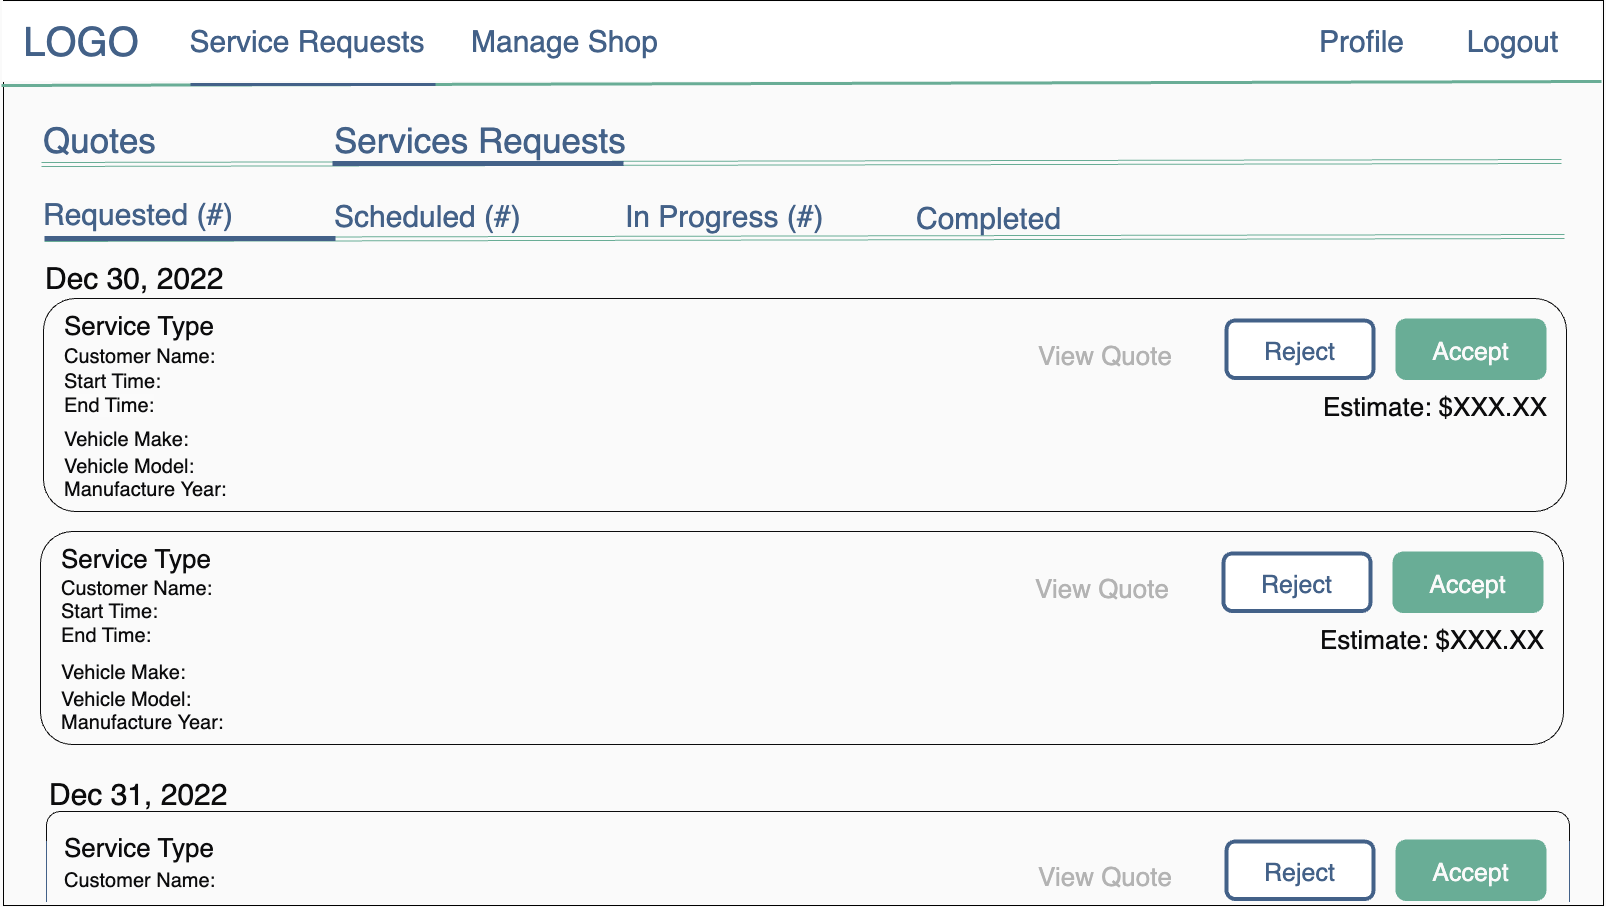 LOGO Service Requests Manage Shop Profile Logout
Quotes Services Requests
Requested (#) Scheduled (#) In Progress (#) Completed
Dec 30, 2022
Service Type
Customer Name:
Start Time:
End Time:
Vehicle Make:
Vehicle Model:
Manufacture Year:
View Quote Reject Accept
Estimate: $XXX.XX
Service Type
Customer Name:
Start Time:
End Time:
Vehicle Make:
Vehicle Model:
Manufacture Year:
View Quote Reject Accept
Estimate: $XXX.XX
Dec 31, 2022
Service Type
Customer Name:
View Quote Reject Accept